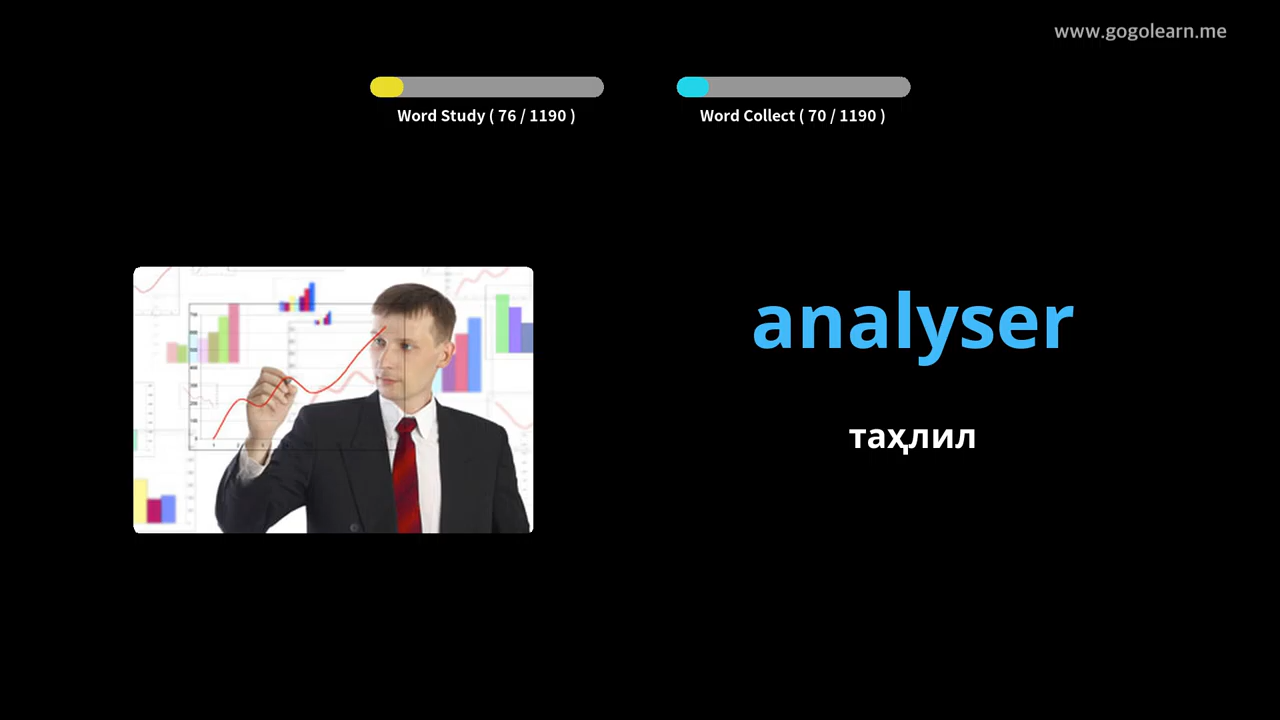 www.gogolearn.me
Word Study ( 76 / 1190 )
Word Collect ( 70 / 1190 )
analyser
таҳлил